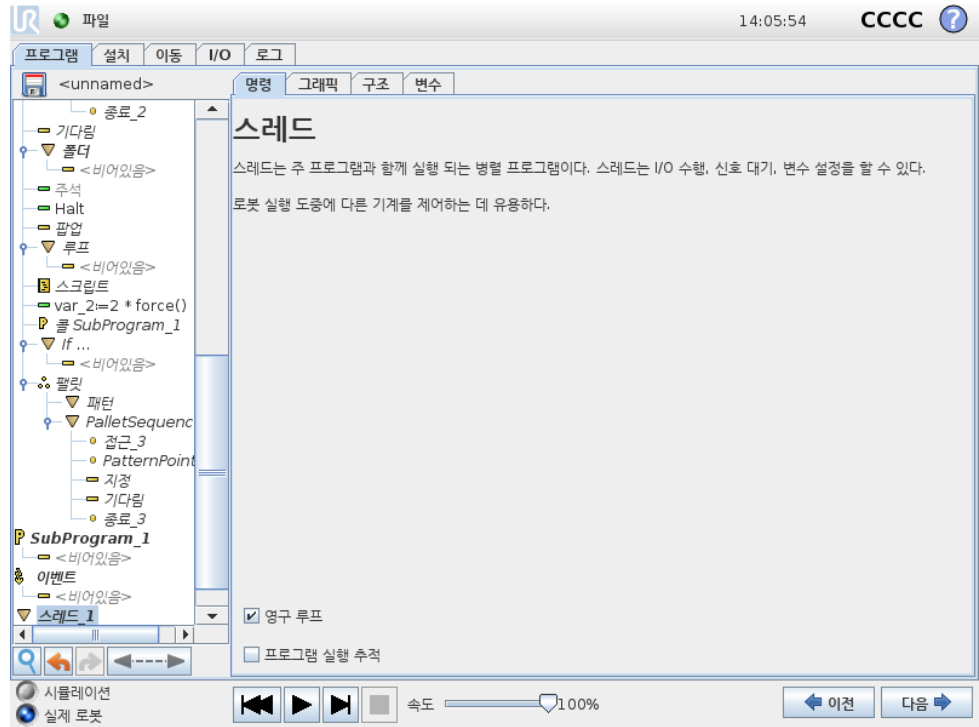 UR 파일 14:05:54 CCCC ?
프로그램 설치 이동 I/O 로그
<unnamed>
명령 그래픽 구조 변수
종료_2
기다림
폴더
<비어있음>
주석
Halt
팝업
루프
<비어있음>
스크립트
var_2≔2 * force()
P 콜 SubProgram_1
If ...
<비어있음>
팰릿
패턴
PalletSequenc
접근_3
PatternPoint
지정
기다림
종료_3
P SubProgram_1
<비어있음>
이벤트
<비어있음>
스레드_1
스레드
스레드는 주 프로그램과 함께 실행 되는 병렬 프로그램이다. 스레드는 I/O 수행, 신호 대기, 변수 설정을 할 수 있다.
로봇 실행 도중에 다른 기계를 제어하는 데 유용하다.
영구 루프
프로그램 실행 추적
시뮬레이션
실제 로봇
속도 100%
이전 다음